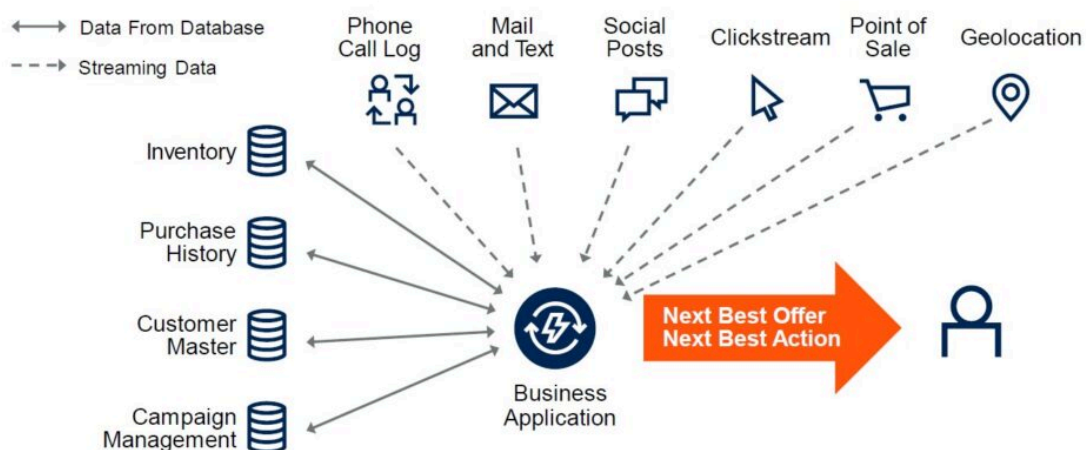 Data From Database
Streaming Data
Phone
Call Log
Mail
and Text
Social
Posts
Clickstream
Point of
Sale
Geolocation
Inventory
Purchase
History
Customer
Master
Campaign
Management
Business
Application
Next Best Offer
Next Best Action